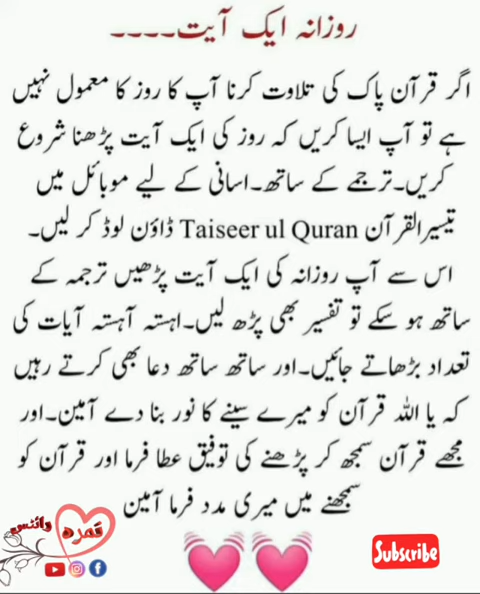 روزانہ ایک آیت۔۔۔۔
اگر قرآن پاک کی تلاوت کرنا آپ کا روز کا معمول نہیں
ہے تو آپ ایسا کریں کہ روز کی ایک آیت پڑھنا شروع
کریں۔ترجمے کے ساتھ۔اسانی کے لیے موبائل میں
تیسیرالقرآن Taiseer ul Quran ڈاؤن لوڈ کر لیں۔
اس سے آپ روزانہ کی ایک آیت پڑھیں ترجمہ کے
ساتھ ہو سکے تو تفسیر بھی پڑھ لیں۔اہستہ آہستہ آیات کی
تعداد بڑھاتے جائیں۔اور ساتھ ساتھ دعا بھی کرتے رہیں
کہ یا اللہ قرآن کو میرے سینے کا نور بنا دے آمین۔اور
مجھے قرآن سمجھ کر پڑھنے کی توفیق عطا فرما اور قرآن کو
سمجھنے میں میری مدد فرما آمین
قمرہ وائٹس
Subscribe